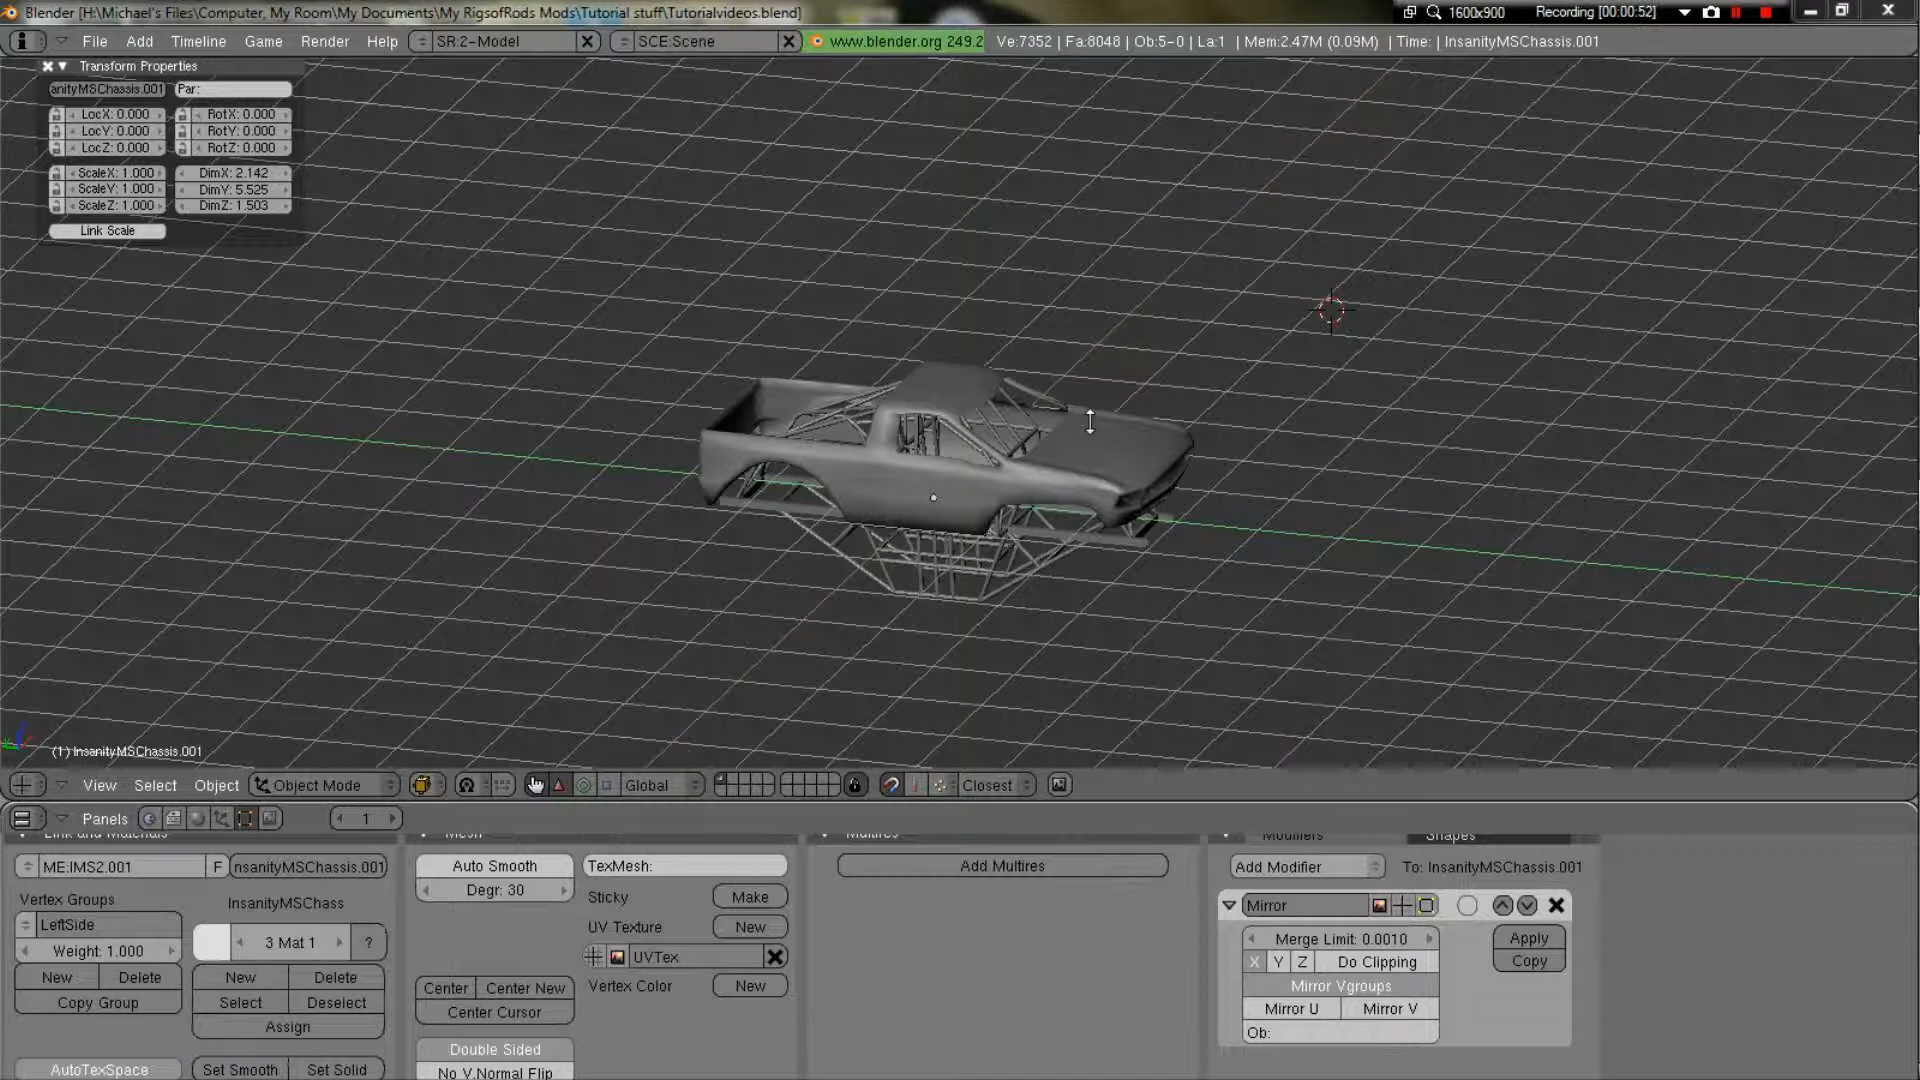 Blender [H:\Michael's Files\Computer, My Room\My Documents\My RigsofRods Mods\Tutorial stuff\Tutorialvideos.blend]
1600x900 Recording [00:00:52]
File Add Timeline Game Render Help SR:2-Model SCE:Scene www.blender.org 249.2 Ve:7352 | Fa:8048 | Ob:5-0 | La:1 | Mem:2.47M (0.09M) | Time: | InsanityMSChassis.001
Transform Properties
anityMSChassis.001 Par:
LocX: 0.000 RotX: 0.000
LocY: 0.000 RotY: 0.000
LocZ: 0.000 RotZ: 0.000
ScaleX: 1.000 DimX: 2.142
ScaleY: 1.000 DimY: 5.525
ScaleZ: 1.000 DimZ: 1.503
Link Scale
(1) InsanityMSChassis.001
View Select Object Object Mode Global Closest
Panels 1
Link and Materials Mesh Multires Modifiers Shapes
ME:IMS2.001 F nsanityMSChassis.001 Auto Smooth TexMesh: Add Multires Add Modifier To: InsanityMSChassis.001
Degr: 30
Vertex Groups InsanityMSChass Sticky Make Mirror
LeftSide UV Texture New
Weight: 1.000 3 Mat 1 ? UVTex Merge Limit: 0.0010 Apply
New Delete New Delete Center Center New Vertex Color New X Y Z Do Clipping Copy
Copy Group Select Deselect Center Cursor Mirror Vgroups
Assign Mirror U Mirror V
Ob:
AutoTexSpace Set Smooth Set Solid Double Sided
No V.Normal Flip